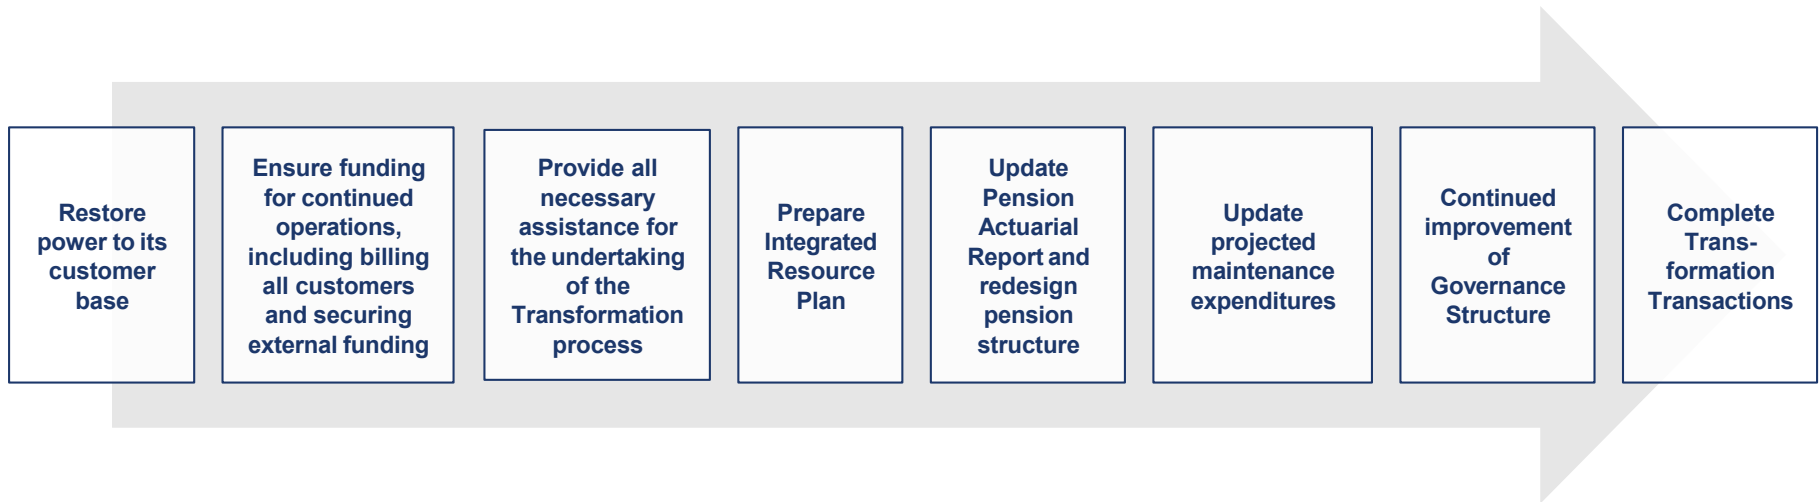 Restore
power to its
customer
base
Ensure funding
for continued
operations,
including billing
all customers
and securing
external funding
Provide all
necessary
assistance for
the undertaking
of the
Transformation
process
Prepare
Integrated
Resource
Plan
Update
Pension
Actuarial
Report and
redesign
pension
structure
Update
projected
maintenance
expenditures
Continued
improvement
of
Governance
Structure
Complete
Trans-
formation
Transactions